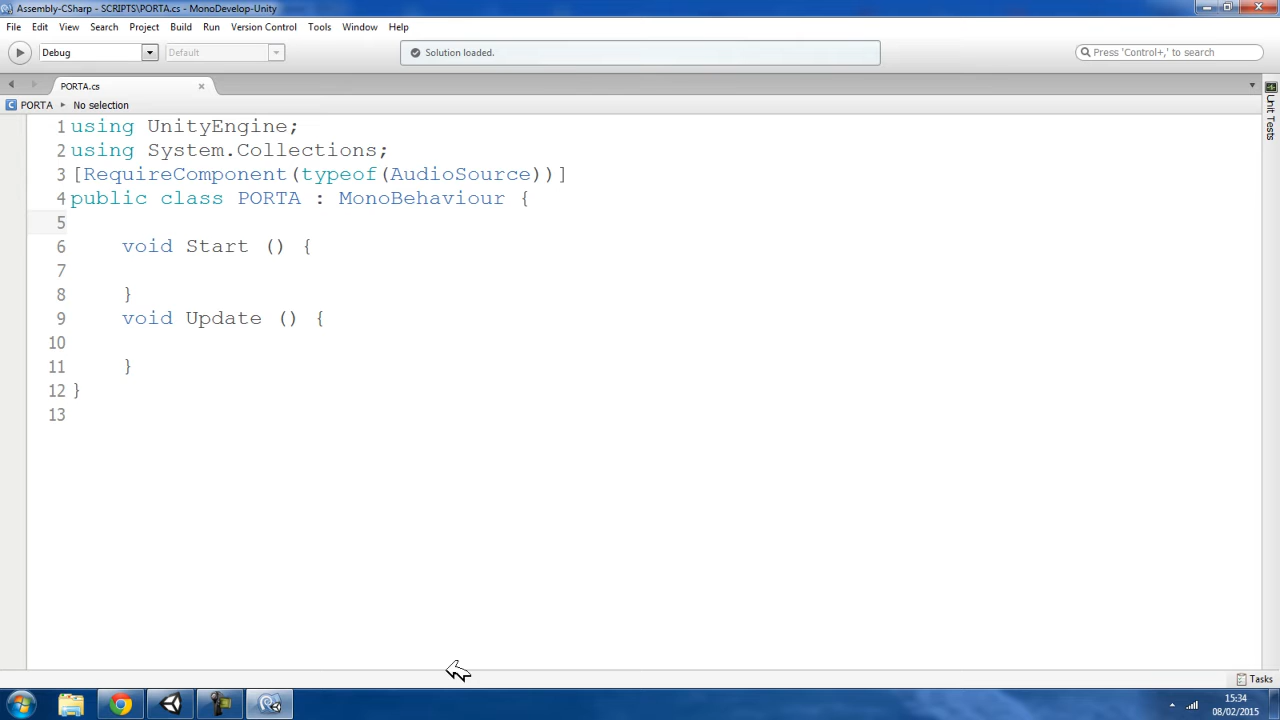 Assembly-CSharp - SCRIPTS\PORTA.cs - MonoDevelop-Unity
File Edit View Search Project Build Run Version Control Tools Window Help
Debug Default Solution loaded. Press 'Control+,' to search
PORTA.cs
PORTA No selection
Unit Tests
1 using UnityEngine;
2 using System.Collections;
3 [RequireComponent(typeof(AudioSource))]
4 public class PORTA : MonoBehaviour {
5
6 void Start () {
7
8 }
9 void Update () {
10
11 }
12 }
13
Tasks
15:34
08/02/2015